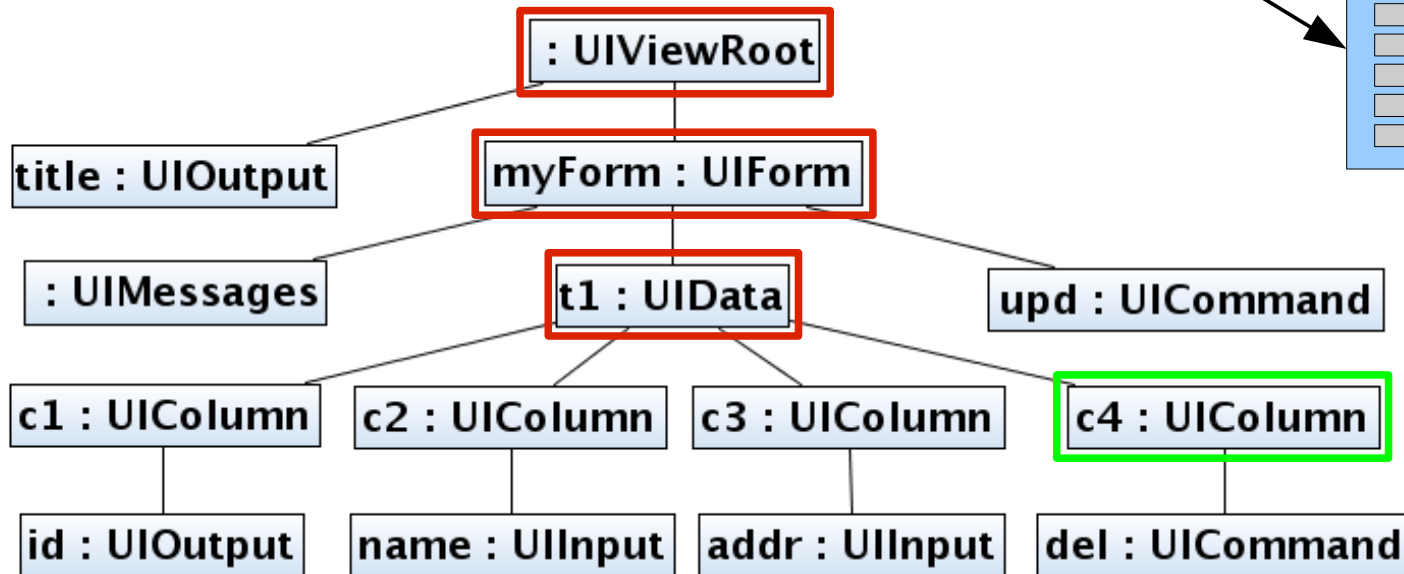 : UIViewRoot
title : UIOutput
myForm : UIForm
: UIMessages
t1 : UIData
upd : UICommand
c1 : UIColumn
c2 : UIColumn
c3 : UIColumn
c4 : UIColumn
id : UIOutput
name : UIInput
addr : UIInput
del : UICommand